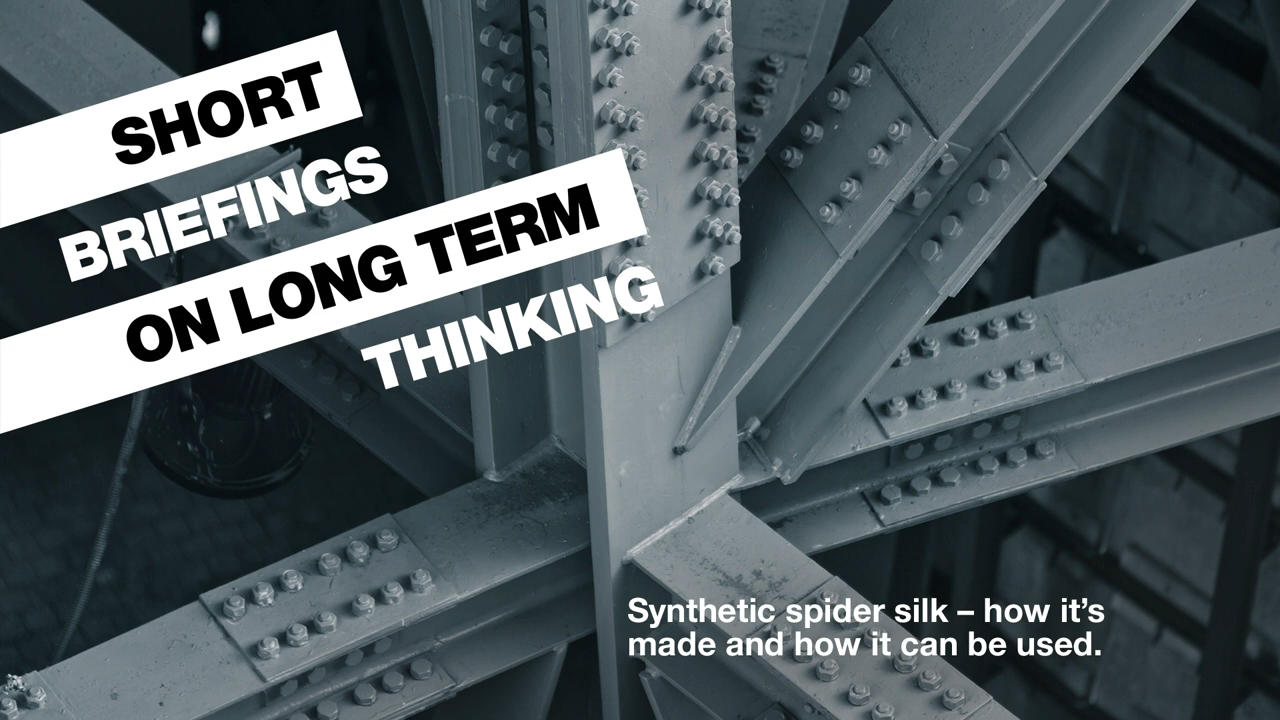 SHORT
BRIEFINGS
ON LONG TERM
THINKING
Synthetic spider silk – how it’s
made and how it can be used.